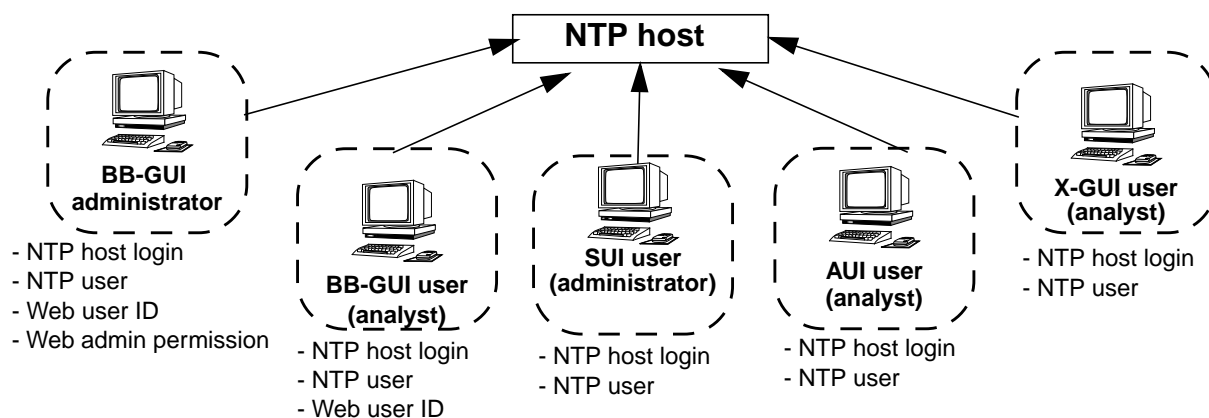 NTP host
BB-GUI
administrator
- NTP host login
- NTP user
- Web user ID
- Web admin permission
BB-GUI user
(analyst)
- NTP host login
- NTP user
- Web user ID
SUI user
(administrator)
- NTP host login
- NTP user
AUI user
(analyst)
- NTP host login
- NTP user
X-GUI user
(analyst)
- NTP host login
- NTP user